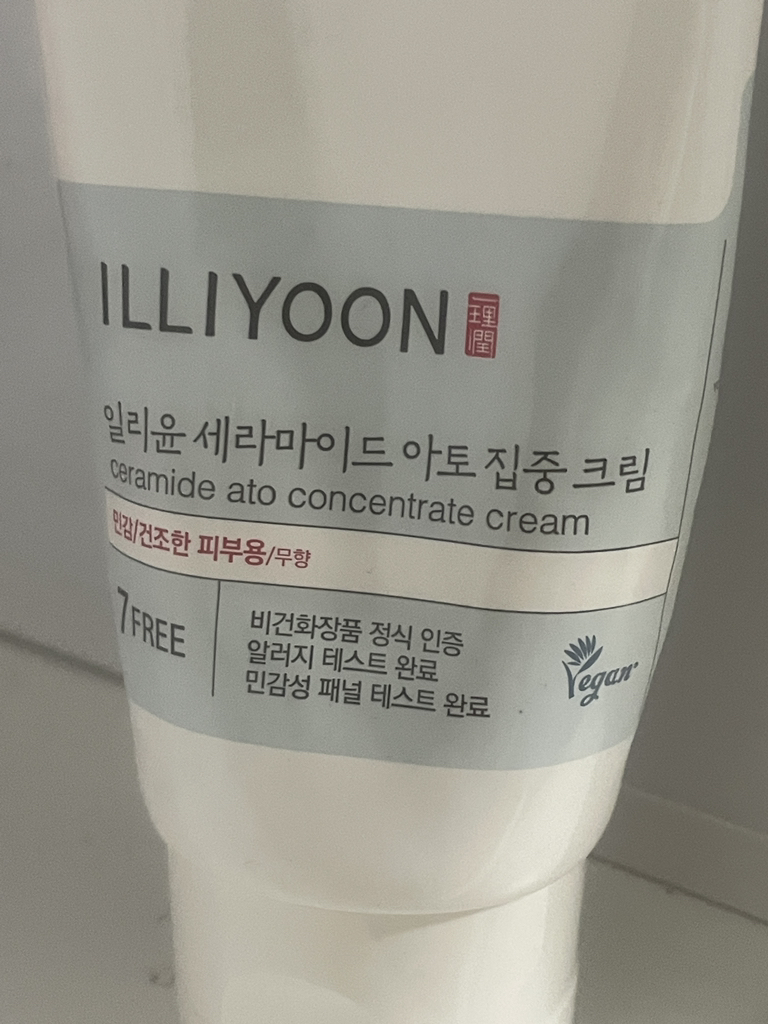 ILLIYOON 一理潤
일리윤 세라마이드 아토 집중 크림
ceramide ato concentrate cream
민감/건조한 피부용/무향
7FREE
비건화장품 정식 인증
알러지 테스트 완료
민감성 패널 테스트 완료
Vegan